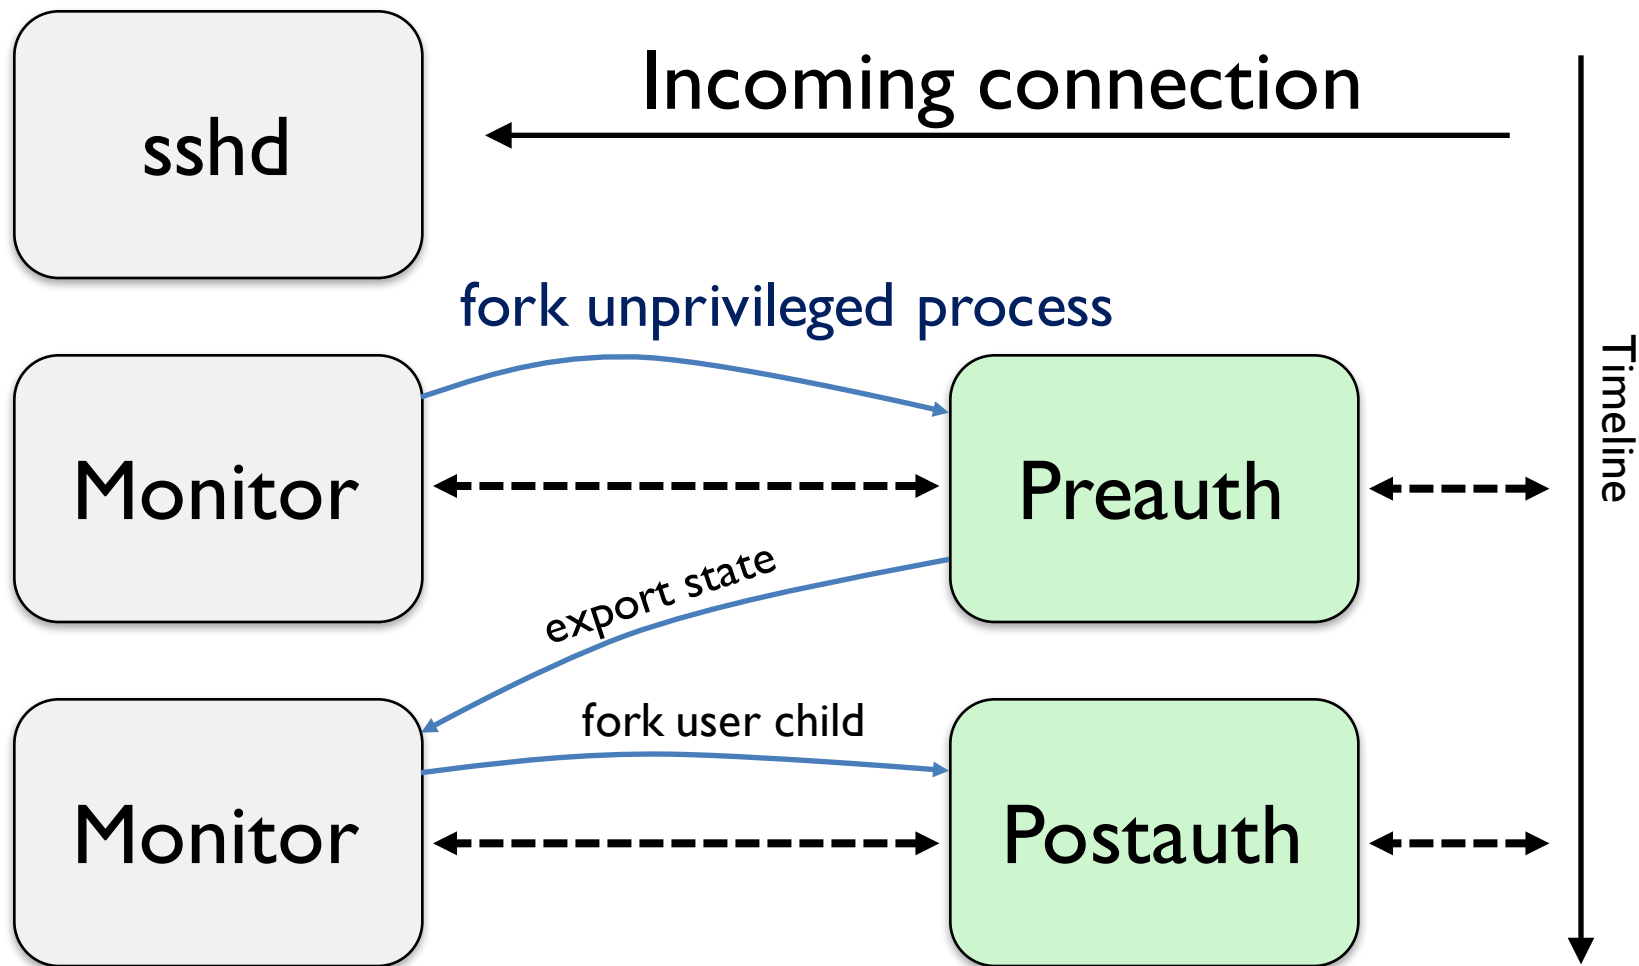 sshd
Incoming connection
fork unprivileged process
Timeline
Monitor
Preauth
export state
fork user child
Monitor
Postauth